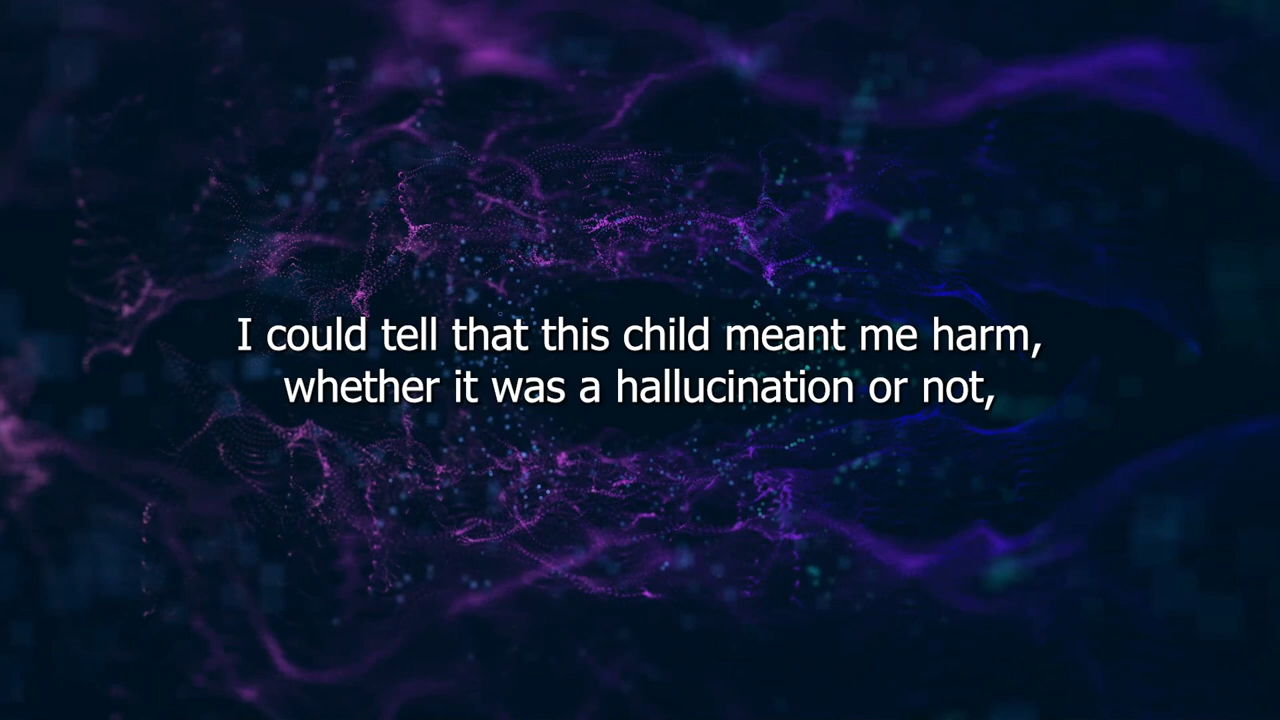 I could tell that this child meant me harm,
whether it was a hallucination or not,